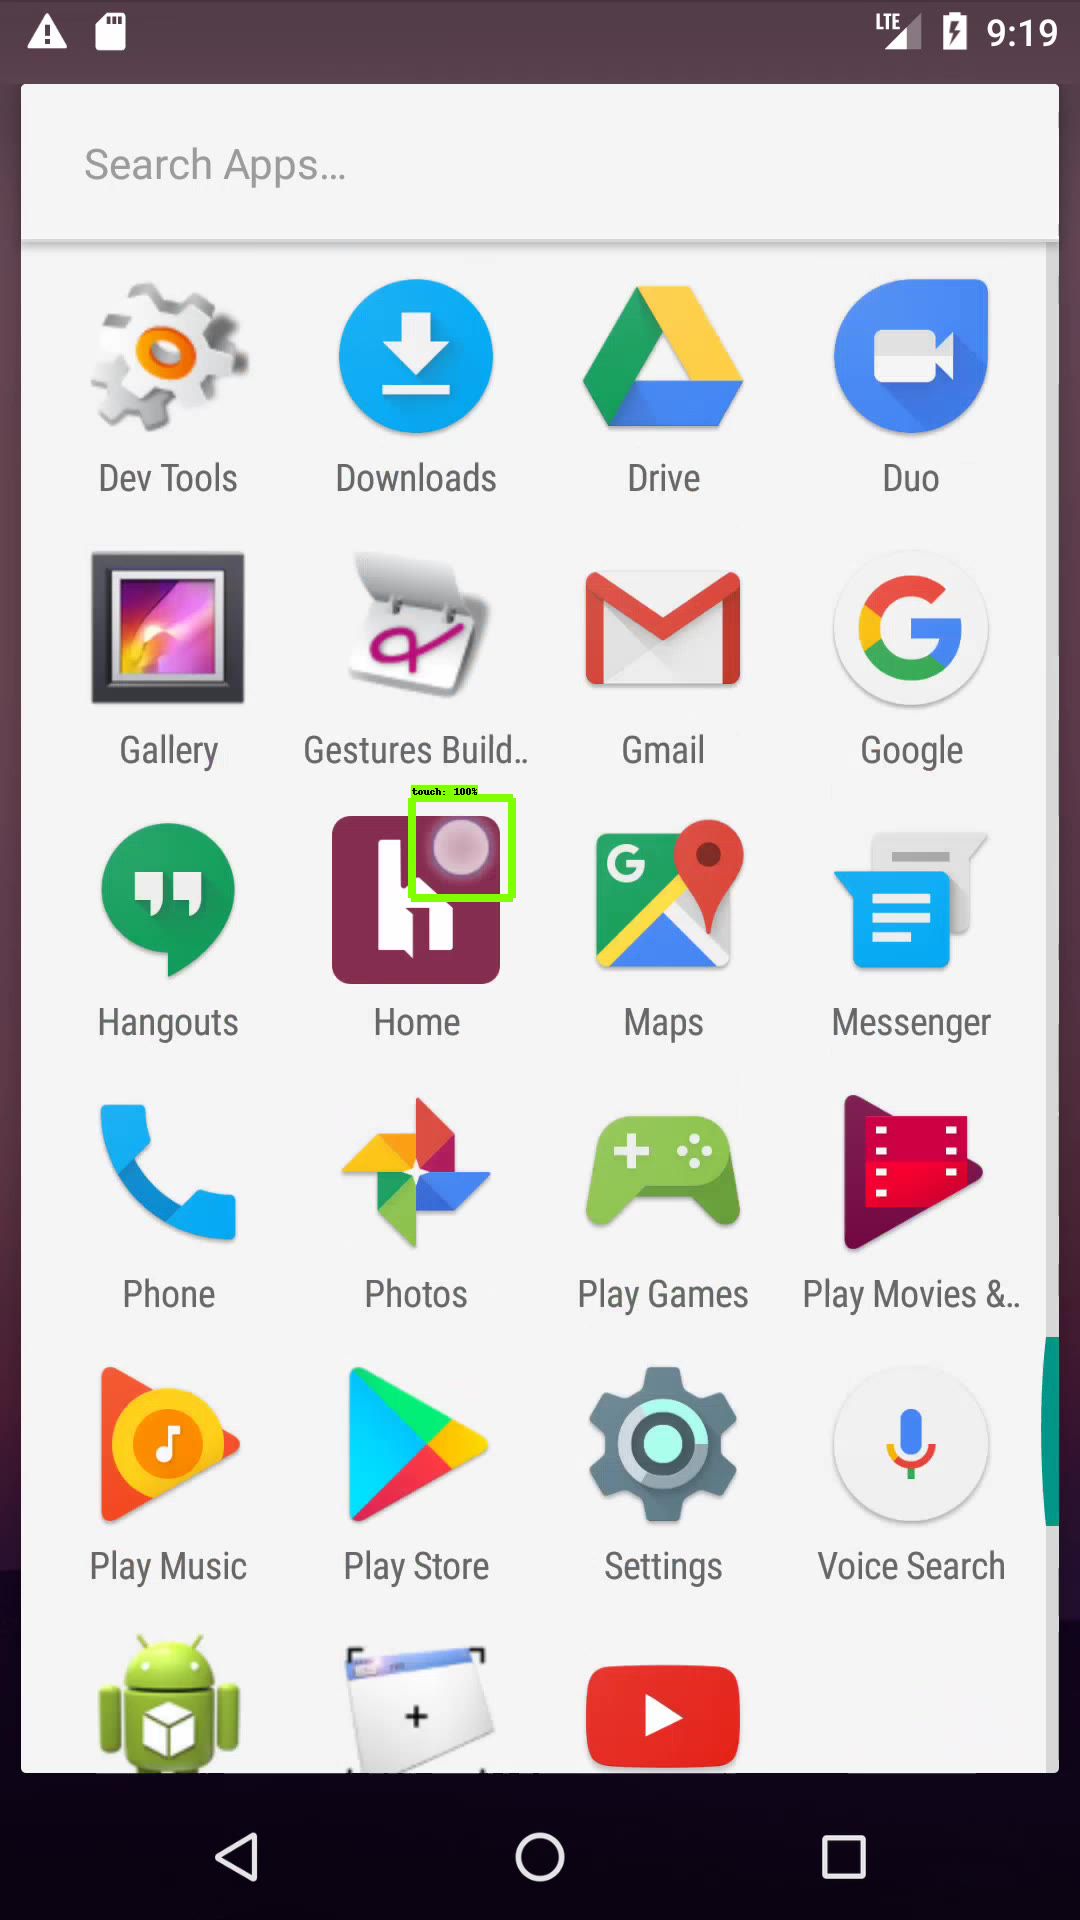 LTE 9:19
Search Apps...
Dev Tools Downloads Drive Duo
Gallery Gestures Build.. Gmail Google
touch: 100%
Hangouts Home Maps Messenger
Phone Photos Play Games Play Movies &..
Play Music Play Store Settings Voice Search